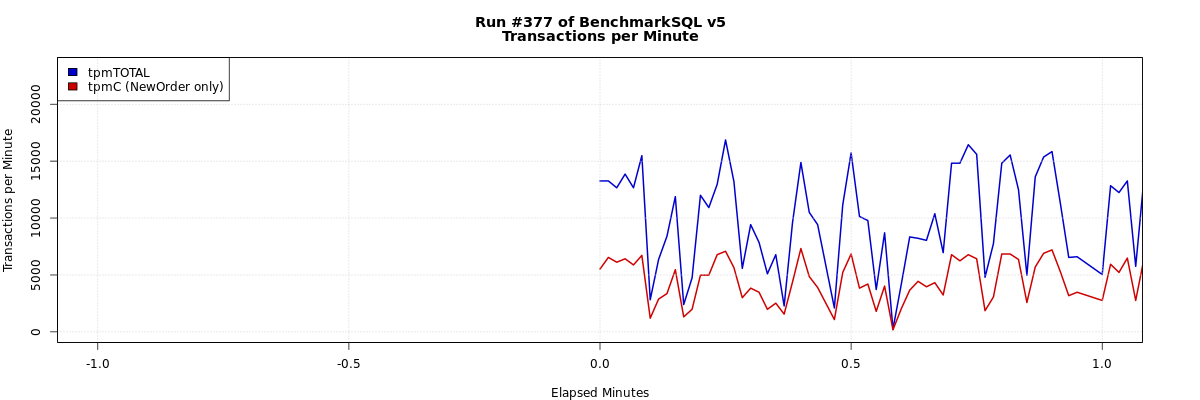 Run #377 of BenchmarkSQL v5
Transactions per Minute
tpmTOTAL
tpmC (NewOrder only)
Transactions per Minute
20000
15000
10000
5000
0
-1.0
-0.5
0.0
0.5
1.0
Elapsed Minutes